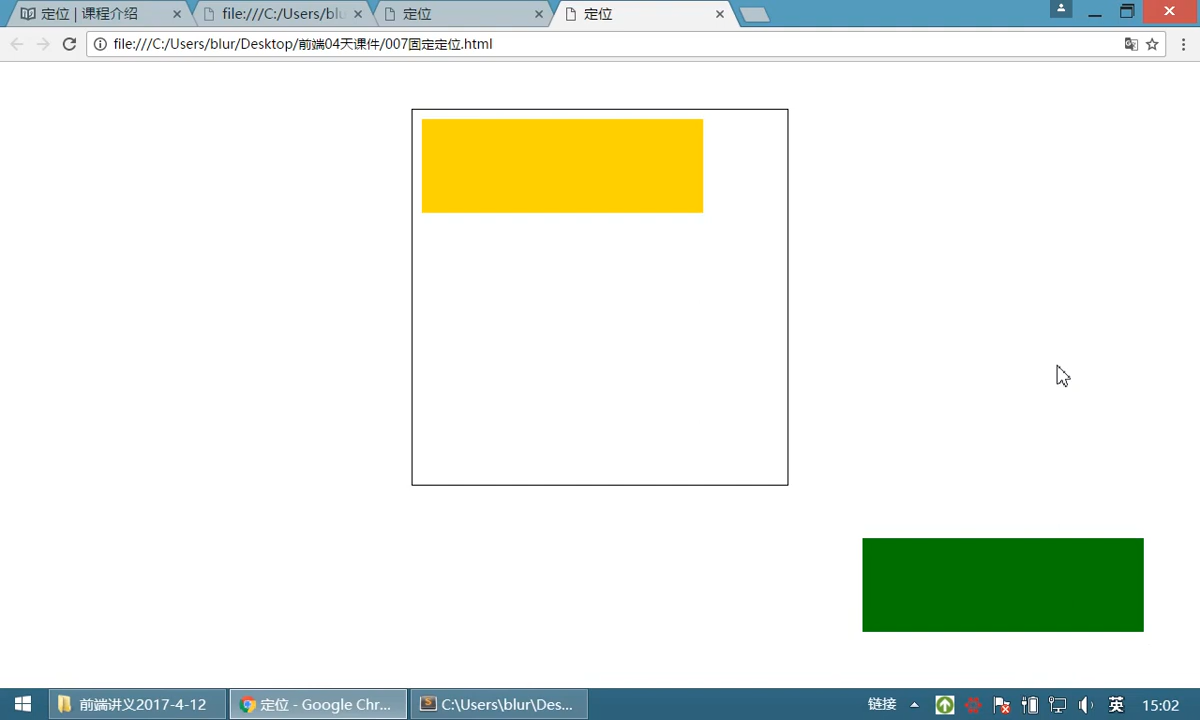 定位 | 课程介绍
file:///C:/Users/blu
定位
定位
file:///C:/Users/blur/Desktop/前端04天课件/007固定定位.html
前端讲义2017-4-12
定位 - Google Chr...
C:\Users\blur\Des...
链接
英
15:02